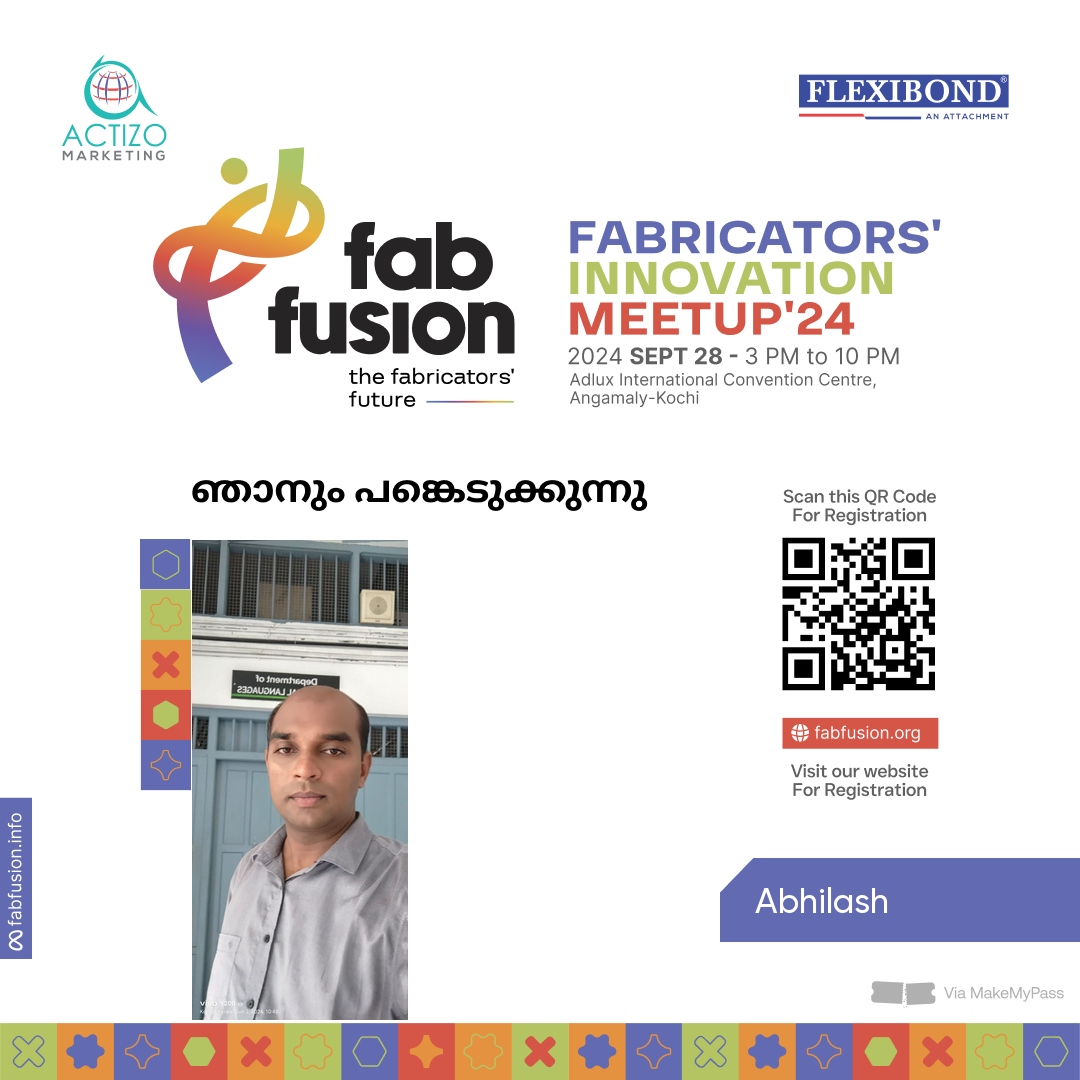 ACTIZO
MARKETING
FLEXIBOND®
AN ATTACHMENT
fab
fusion
the fabricators'
future
FABRICATORS'
INNOVATION
MEETUP'24
2024 SEPT 28 - 3 PM to 10 PM
Adlux International Convention Centre,
Angamaly-Kochi
ഞാനും പങ്കെടുക്കുന്നു
Scan this QR Code
For Registration
Department of
LANGUAGES
fabfusion.org
Visit our website
For Registration
fabfusion.info
Abhilash
Via MakeMyPass